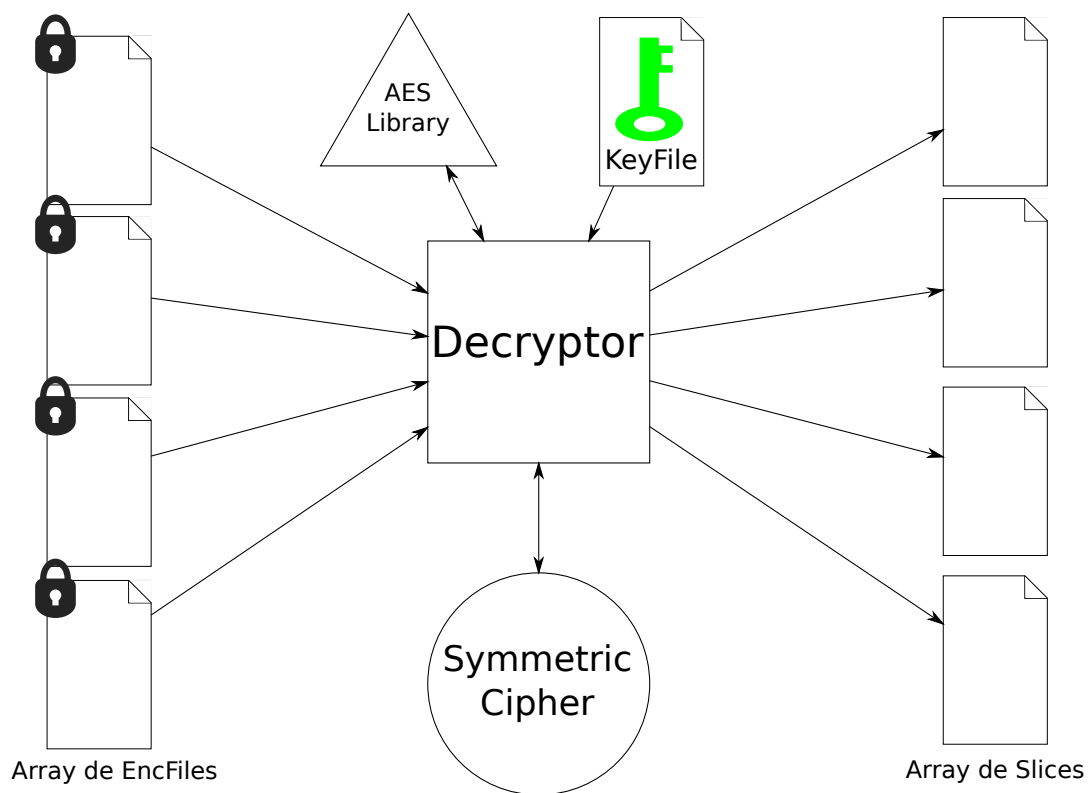 AES
Library
KeyFile
Decryptor
Symmetric
Cipher
Array de EncFiles
Array de Slices